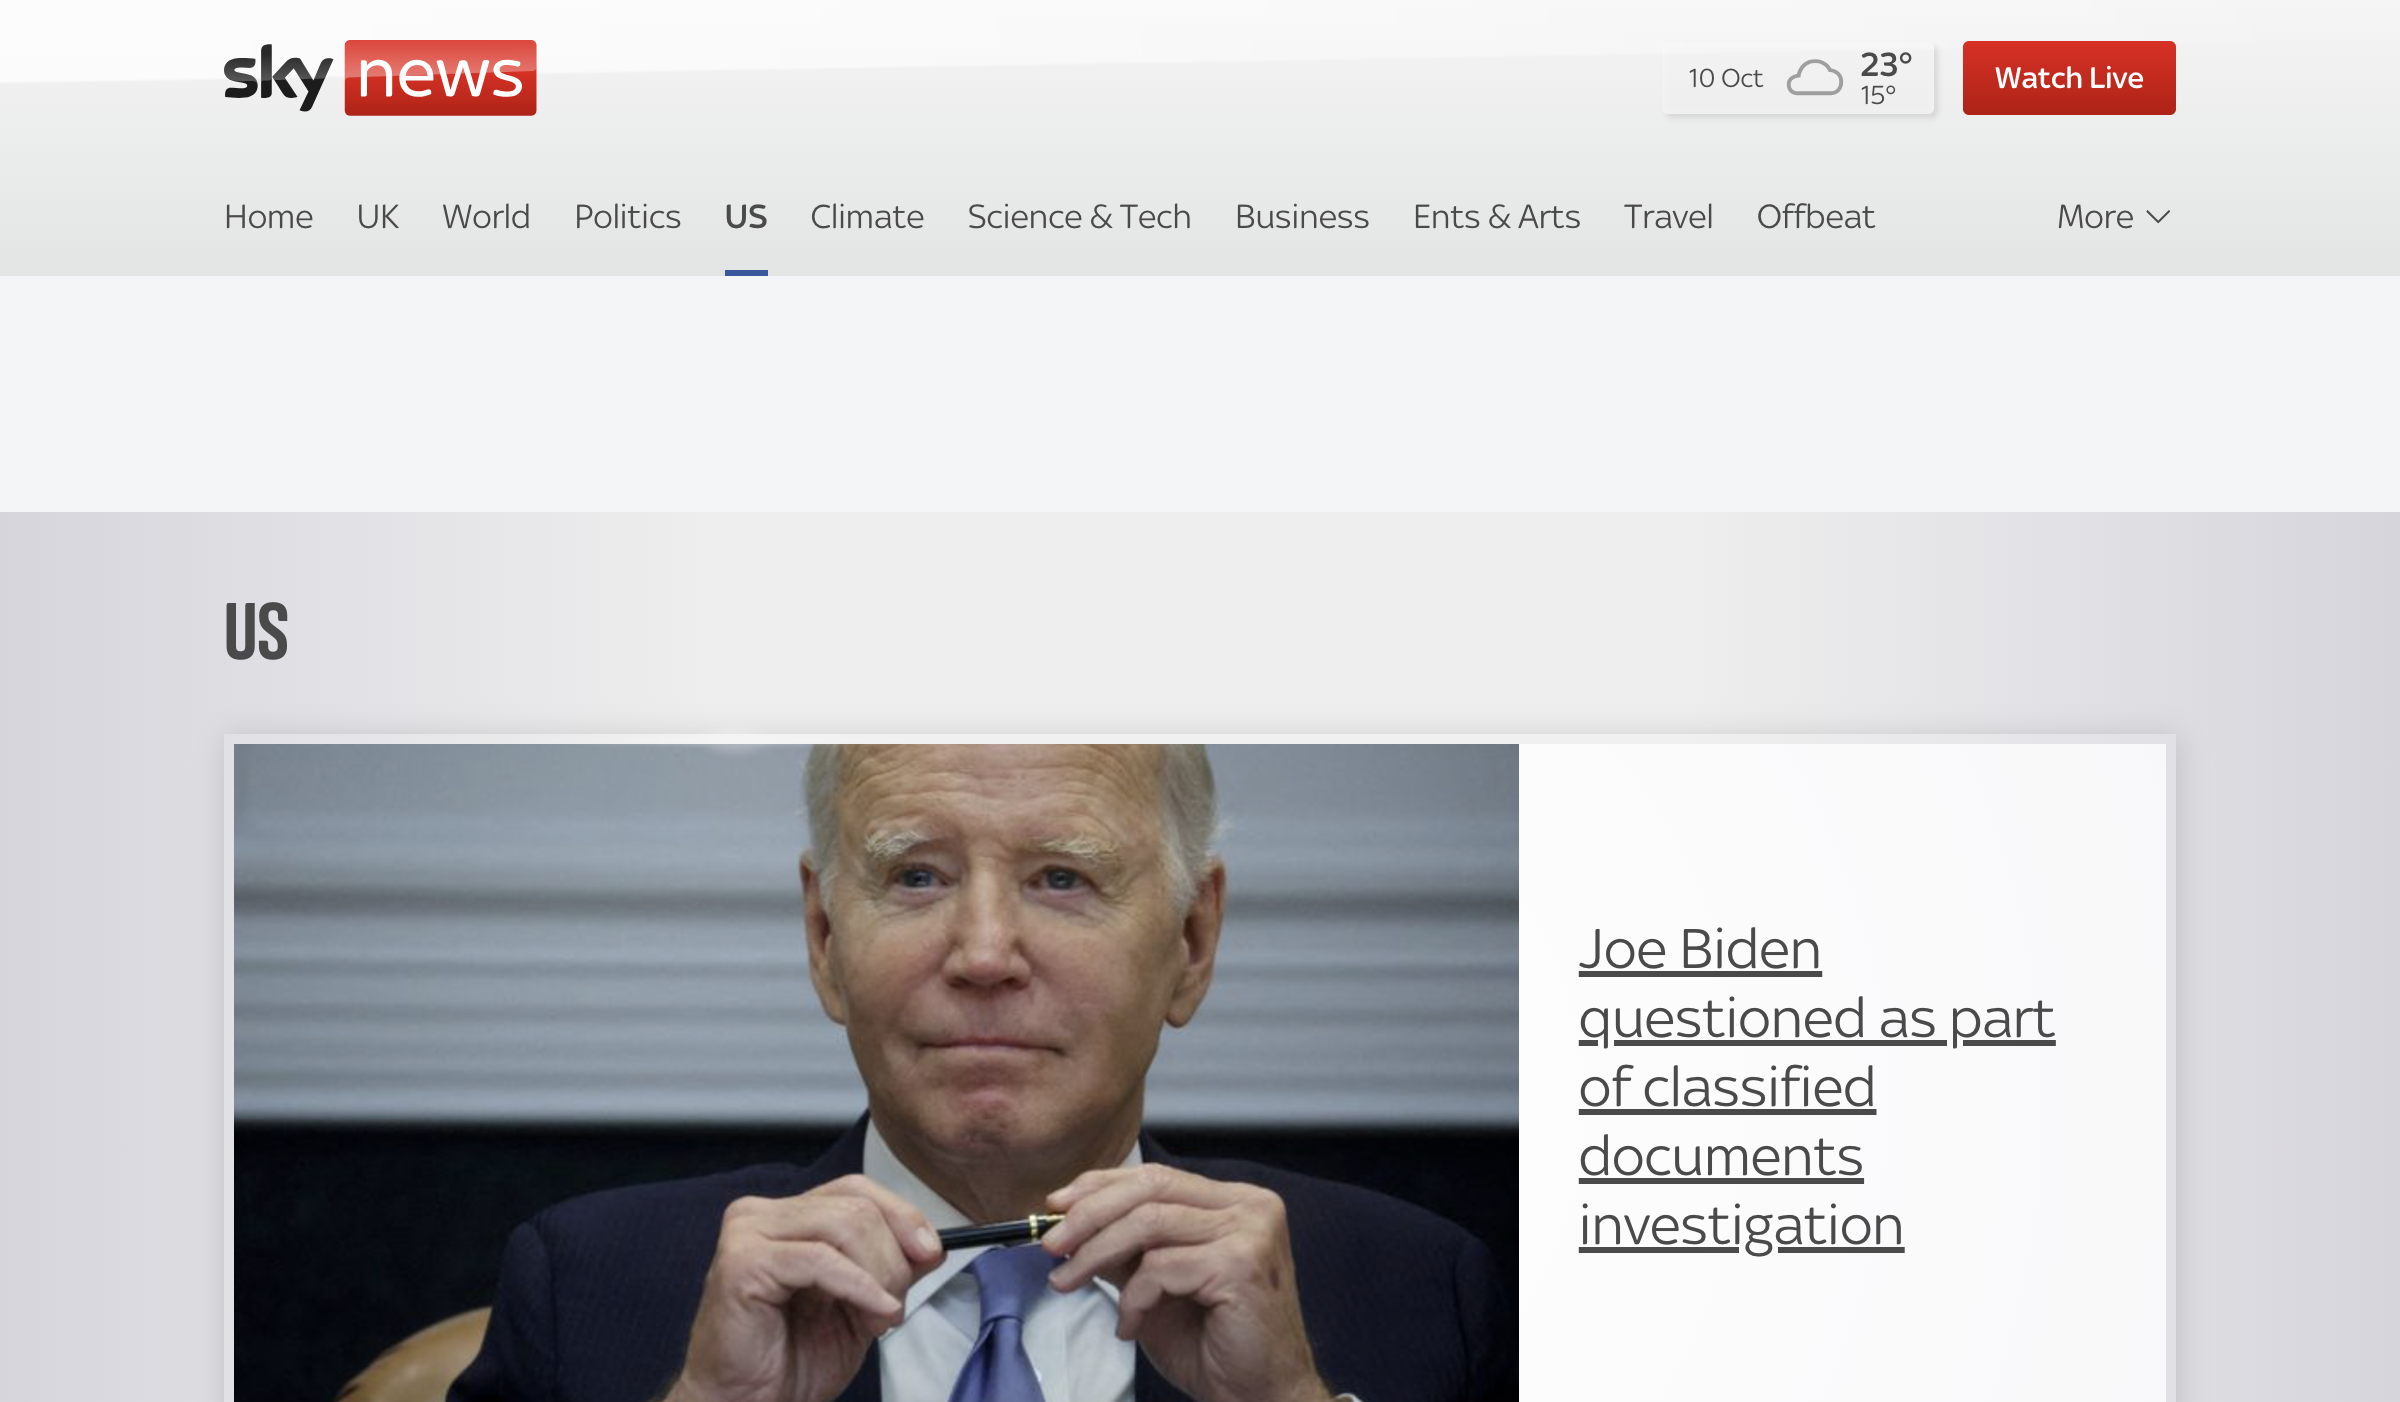 sky news
10 Oct
23°
15°
Watch Live
Home UK World Politics US Climate Science & Tech Business Ents & Arts Travel Offbeat More
US
Joe Biden
questioned as part
of classified
documents
investigation